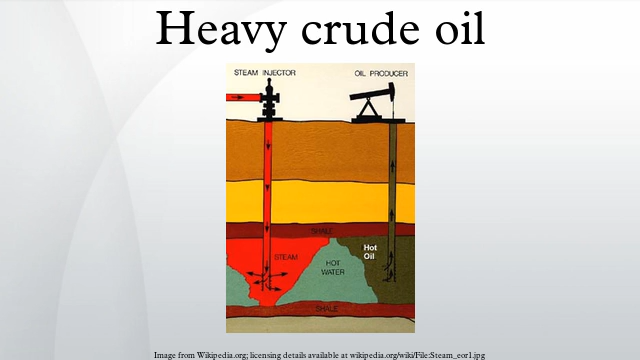 Heavy crude oil
STEAM INJECTOR
OIL PRODUCER
SHALE
STEAM
HOT
WATER
Hot
Oil
SHALE
Image from Wikipedia.org; licensing details available at wikipedia.org/wiki/File:Steam_eor1.jpg